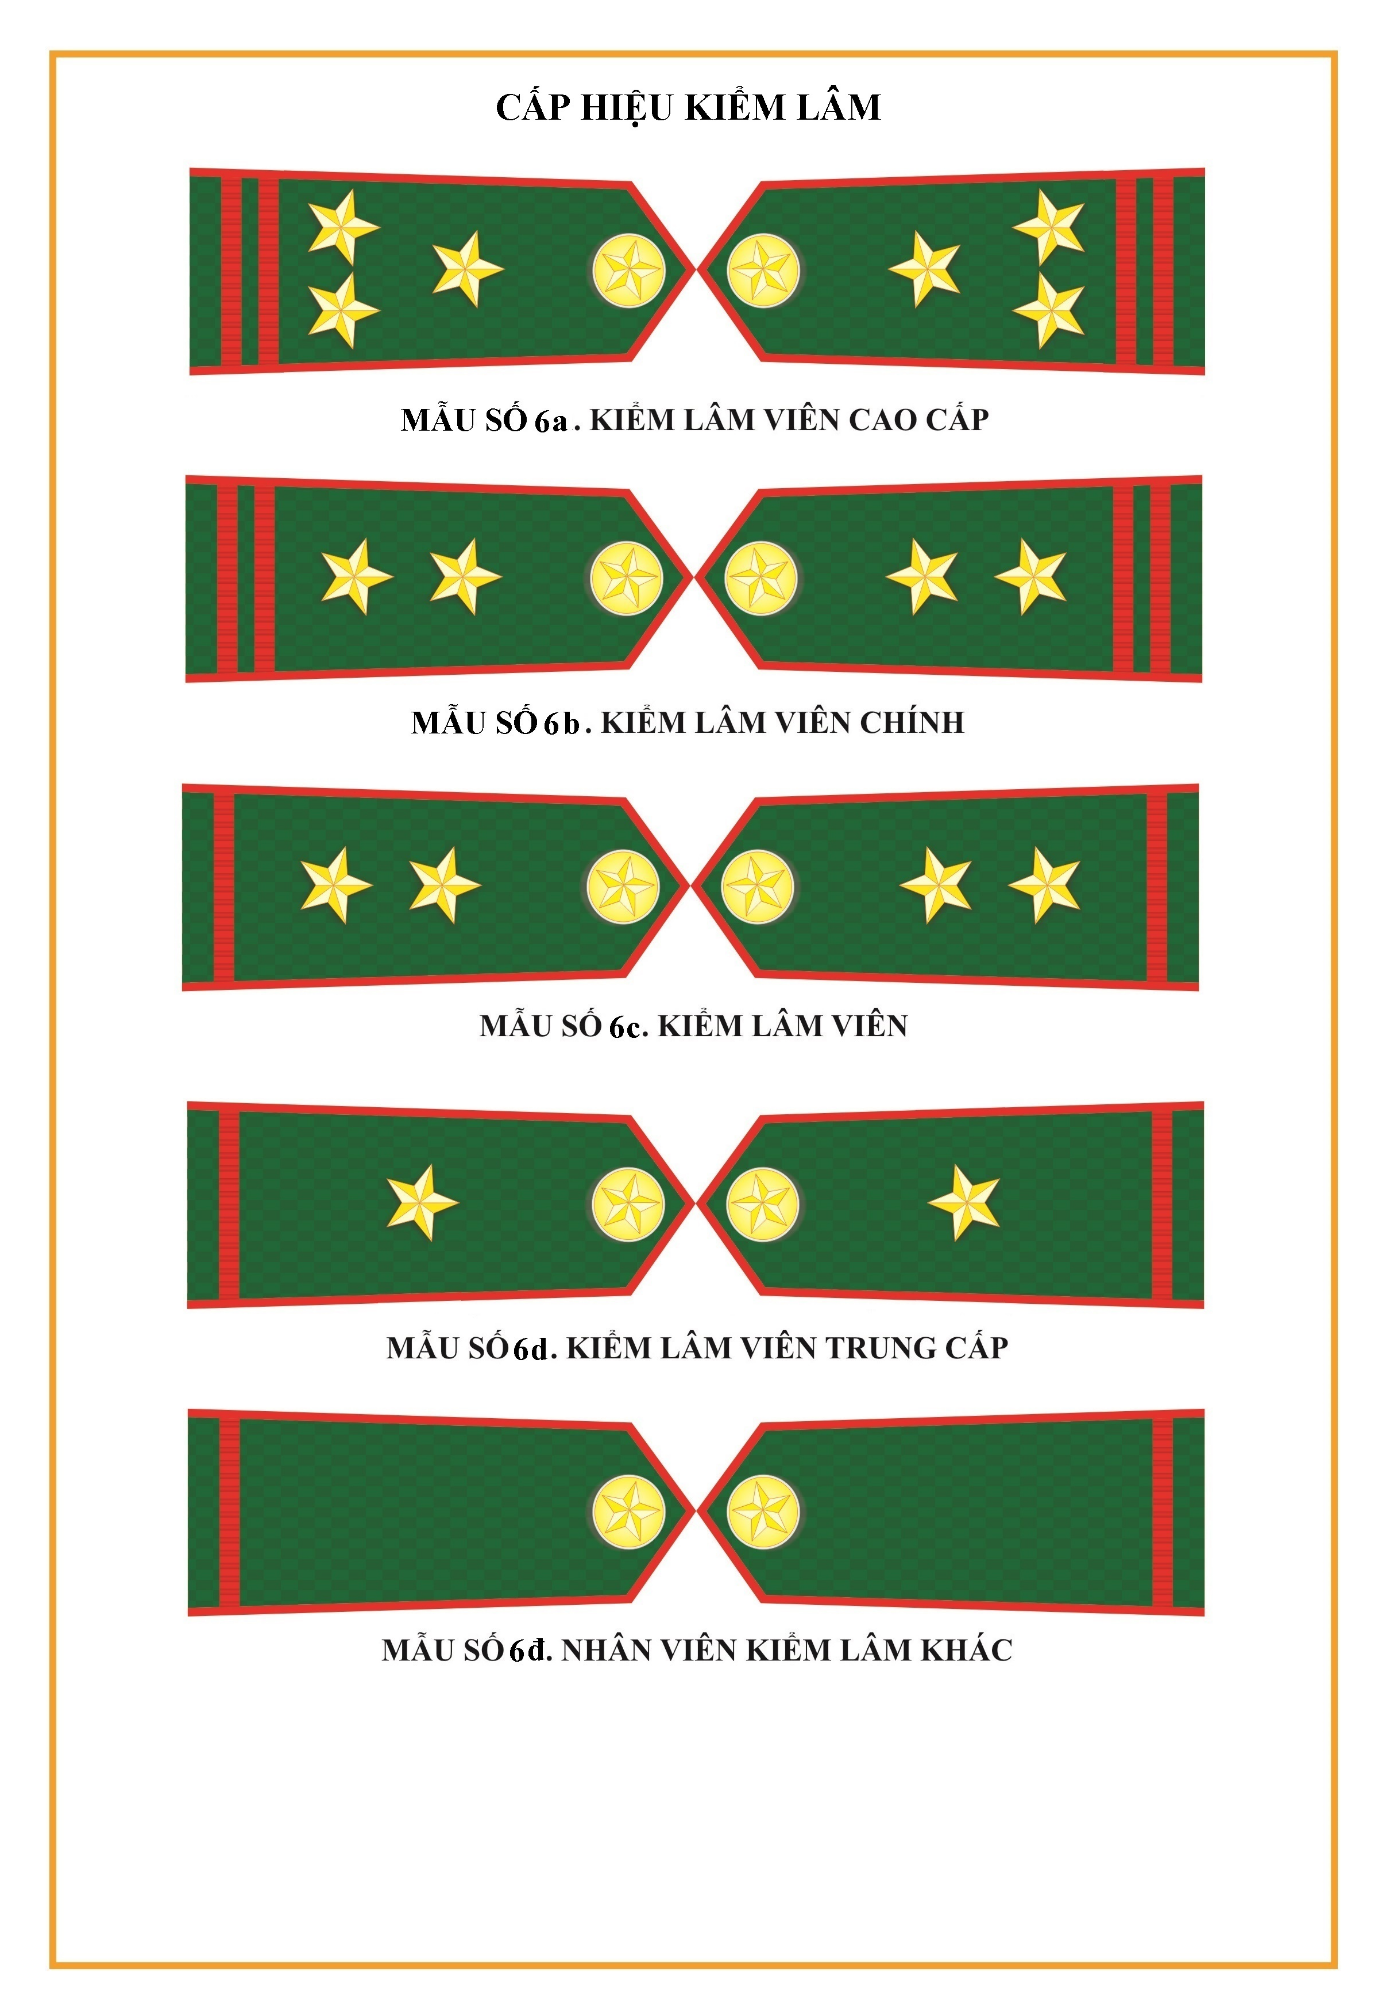 CẤP HIỆU KIỂM LÂM
MẪU SỐ 6a. KIỂM LÂM VIÊN CAO CẤP
MẪU SỐ 6b. KIỂM LÂM VIÊN CHÍNH
MẪU SỐ 6c. KIỂM LÂM VIÊN
MẪU SỐ 6d. KIỂM LÂM VIÊN TRUNG CẤP
MẪU SỐ 6đ. NHÂN VIÊN KIỂM LÂM KHÁC